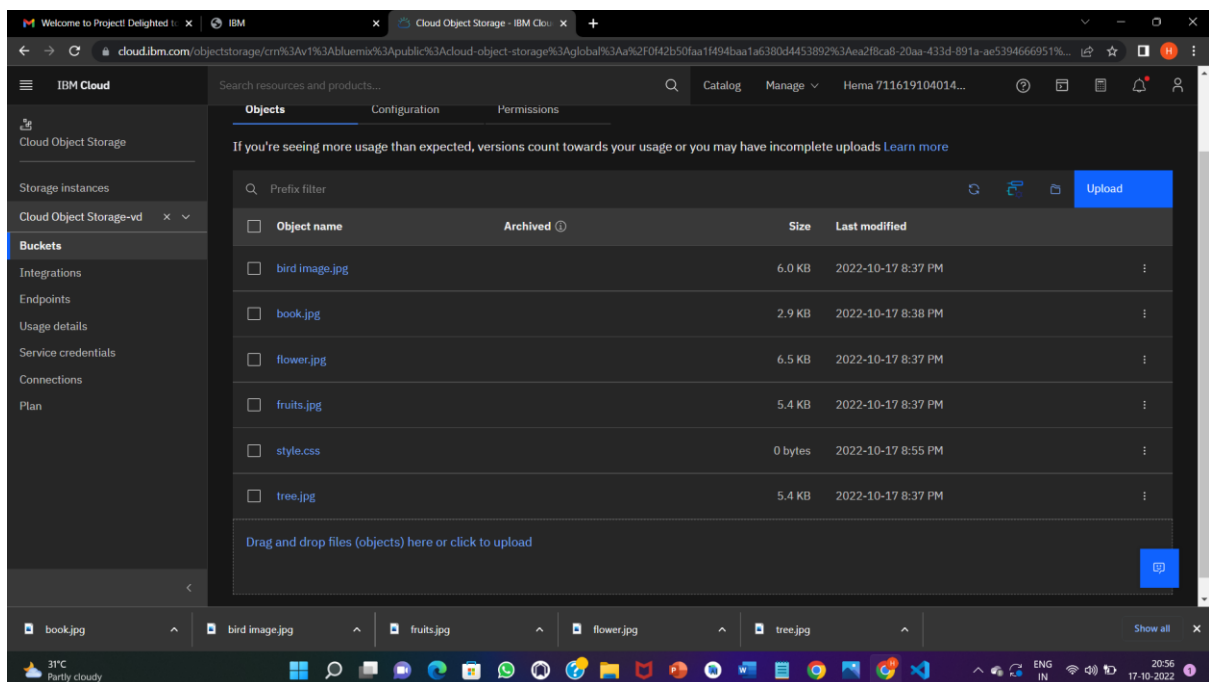 Welcome to Project! Delighted to
IBM
Cloud Object Storage - IBM Clou
cloud.ibm.com/objectstorage/crn%3Av1%3Abluemix%3Apublic%3Acloud-object-storage%3Aglobal%3Aa%2F0f42b50faa1f494baa1a6380d4453892%3Aea2f8ca8-20aa-433d-891a-ae5394666951%...
H
IBM Cloud
Search resources and products...
Catalog
Manage
Hema 711619104014...
Cloud Object Storage
Storage instances
Cloud Object Storage-vd
Buckets
Integrations
Endpoints
Usage details
Service credentials
Connections
Plan
Objects Configuration Permissions
If you're seeing more usage than expected, versions count towards your usage or you may have incomplete uploads Learn more
Prefix filter
Upload
Object name Archived Size Last modified
bird image.jpg 6.0 KB 2022-10-17 8:37 PM
book.jpg 2.9 KB 2022-10-17 8:38 PM
flower.jpg 6.5 KB 2022-10-17 8:37 PM
fruits.jpg 5.4 KB 2022-10-17 8:37 PM
style.css 0 bytes 2022-10-17 8:55 PM
tree.jpg 5.4 KB 2022-10-17 8:37 PM
Drag and drop files (objects) here or click to upload
book.jpg
bird image.jpg
fruits.jpg
flower.jpg
tree.jpg
Show all
31°C
Partly cloudy
ENG
IN
20:56
17-10-2022
1